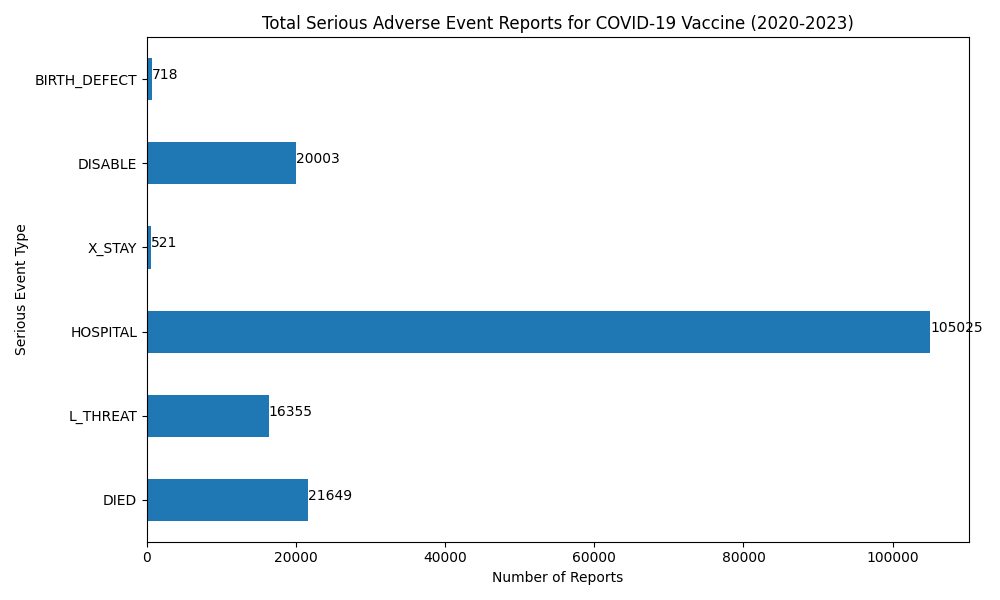 Total Serious Adverse Event Reports for COVID-19 Vaccine (2020-2023)
Serious Event Type
BIRTH_DEFECT 718
DISABLE 20003
X_STAY 521
HOSPITAL 105025
L_THREAT 16355
DIED 21649
0 20000 40000 60000 80000 100000
Number of Reports